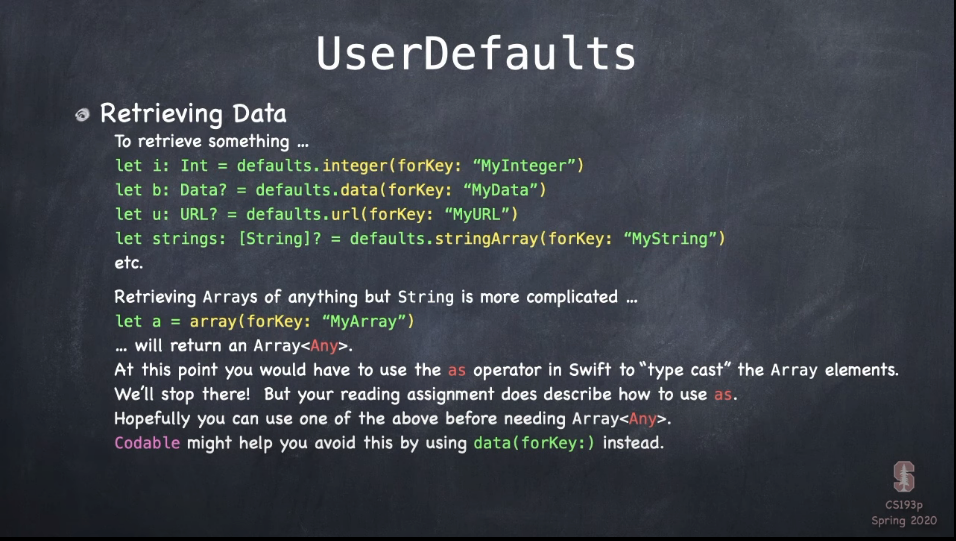 UserDefaults
Retrieving Data
To retrieve something ...
let i: Int = defaults.integer(forKey: “MyInteger”)
let b: Data? = defaults.data(forKey: “MyData”)
let u: URL? = defaults.url(forKey: “MyURL”)
let strings: [String]? = defaults.stringArray(forKey: “MyString”)
etc.
Retrieving Arrays of anything but String is more complicated ...
let a = array(forKey: “MyArray”)
... will return an Array<Any>.
At this point you would have to use the as operator in Swift to “type cast” the Array elements.
We’ll stop there! But your reading assignment does describe how to use as.
Hopefully you can use one of the above before needing Array<Any>.
Codable might help you avoid this by using data(forKey:) instead.
S
CS193p
Spring 2020